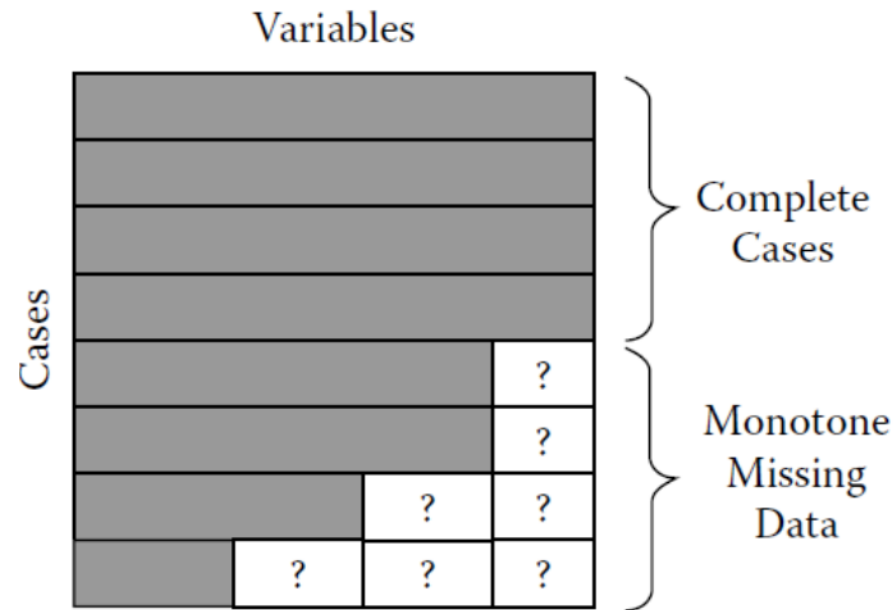 Variables
Cases
Complete
Cases
?
?
? ?
? ? ?
Monotone
Missing
Data